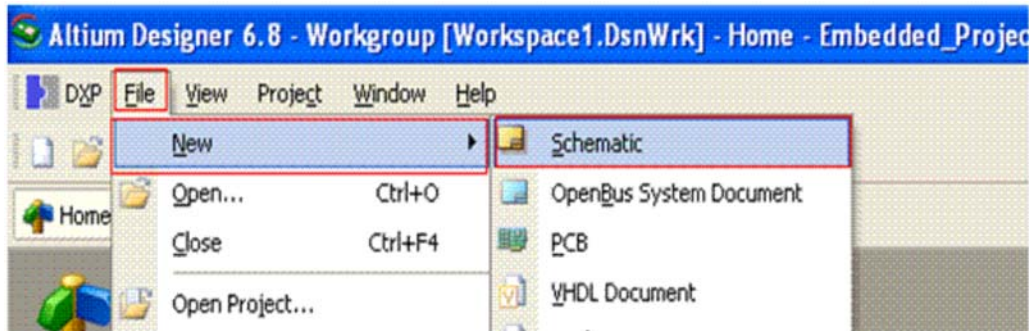 Altium Designer 6.8 - Workgroup [Workspace1.DsnWrk] - Home - Embedded_Projec
DXP File View Project Window Help
New Schematic
Open... Ctrl+O OpenBus System Document
Home
Close Ctrl+F4 PCB
Open Project... VHDL Document